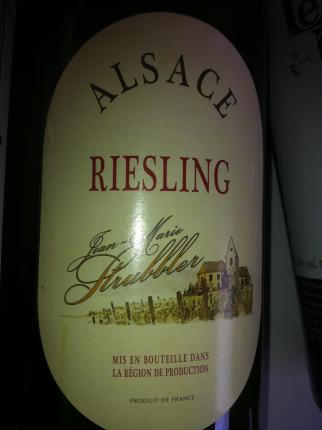 ALSACE
RIESLING
Jean-Marie
Strubbler
MIS EN BOUTEILLE DANS
LA RÉGION DE PRODUCTION
PRODUIT DE FRANCE